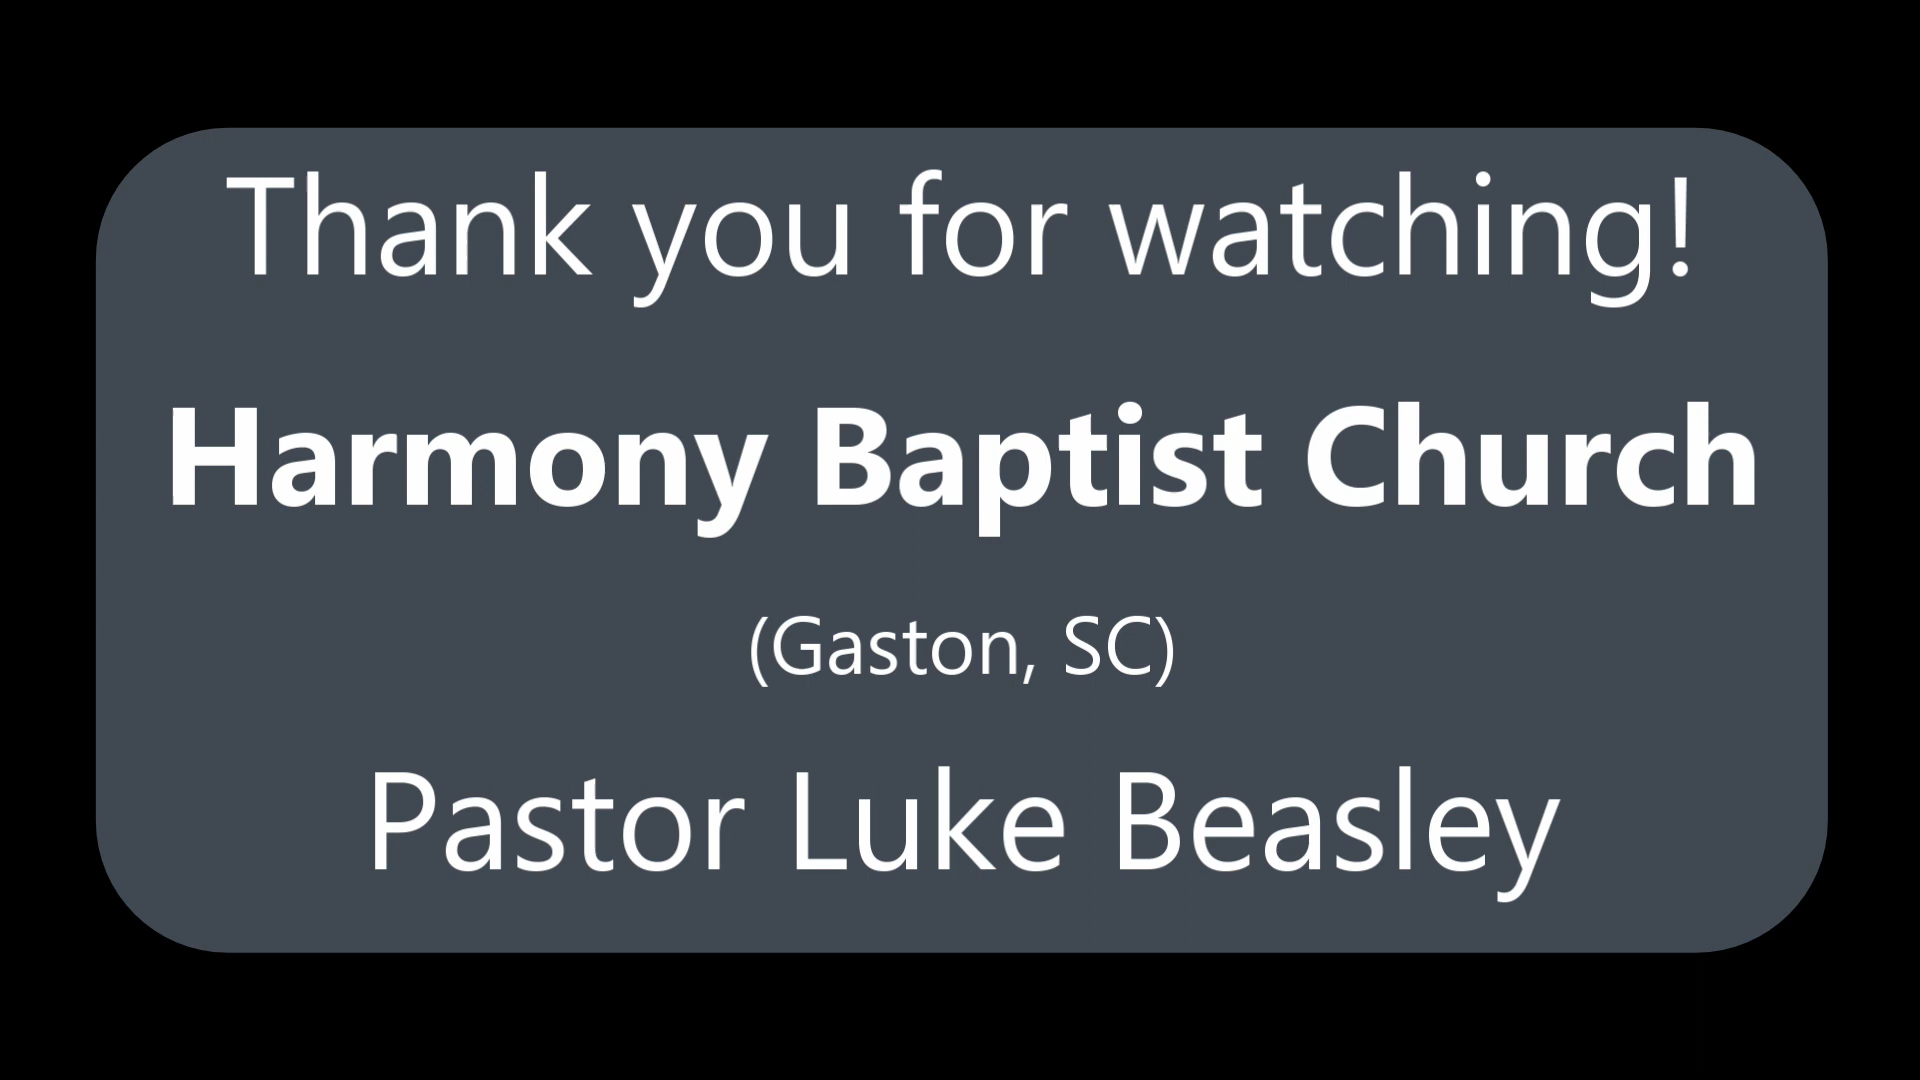 Thank you for watching!
Harmony Baptist Church
(Gaston, SC)
Pastor Luke Beasley